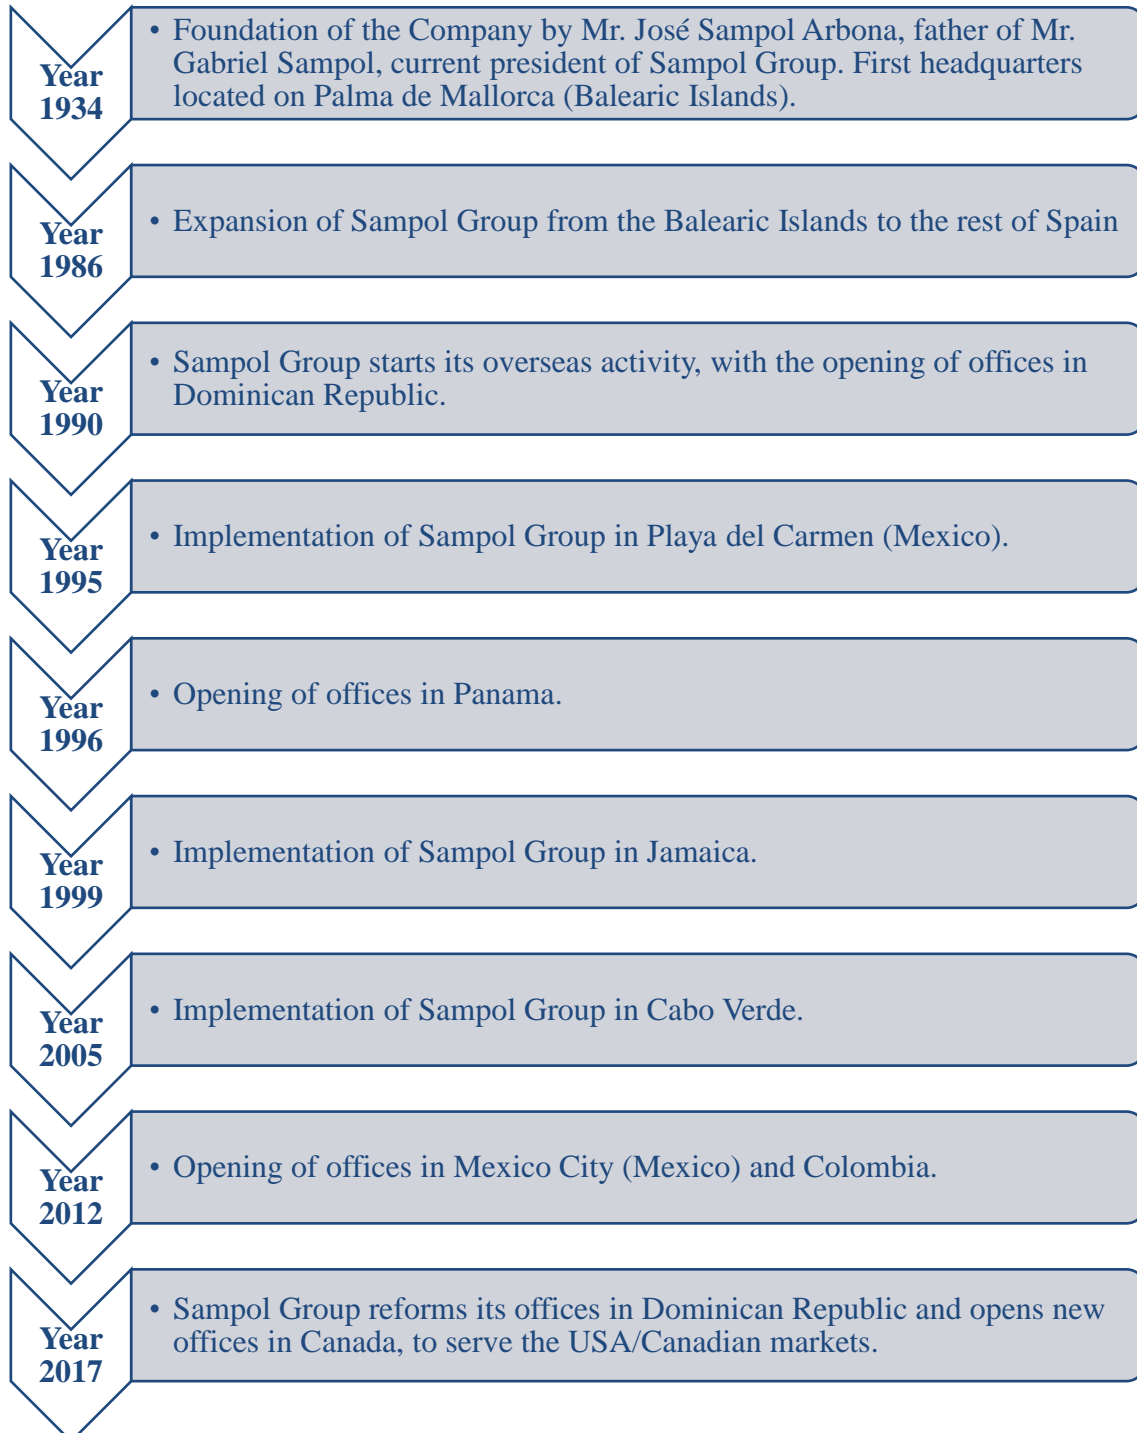 Year
1934
• Foundation of the Company by Mr. José Sampol Arbona, father of Mr.
Gabriel Sampol, current president of Sampol Group. First headquarters
located on Palma de Mallorca (Balearic Islands).
Year
1986
• Expansion of Sampol Group from the Balearic Islands to the rest of Spain
Year
1990
• Sampol Group starts its overseas activity, with the opening of offices in
Dominican Republic.
Year
1995
• Implementation of Sampol Group in Playa del Carmen (Mexico).
Year
1996
• Opening of offices in Panama.
Year
1999
• Implementation of Sampol Group in Jamaica.
Year
2005
• Implementation of Sampol Group in Cabo Verde.
Year
2012
• Opening of offices in Mexico City (Mexico) and Colombia.
Year
2017
• Sampol Group reforms its offices in Dominican Republic and opens new
offices in Canada, to serve the USA/Canadian markets.